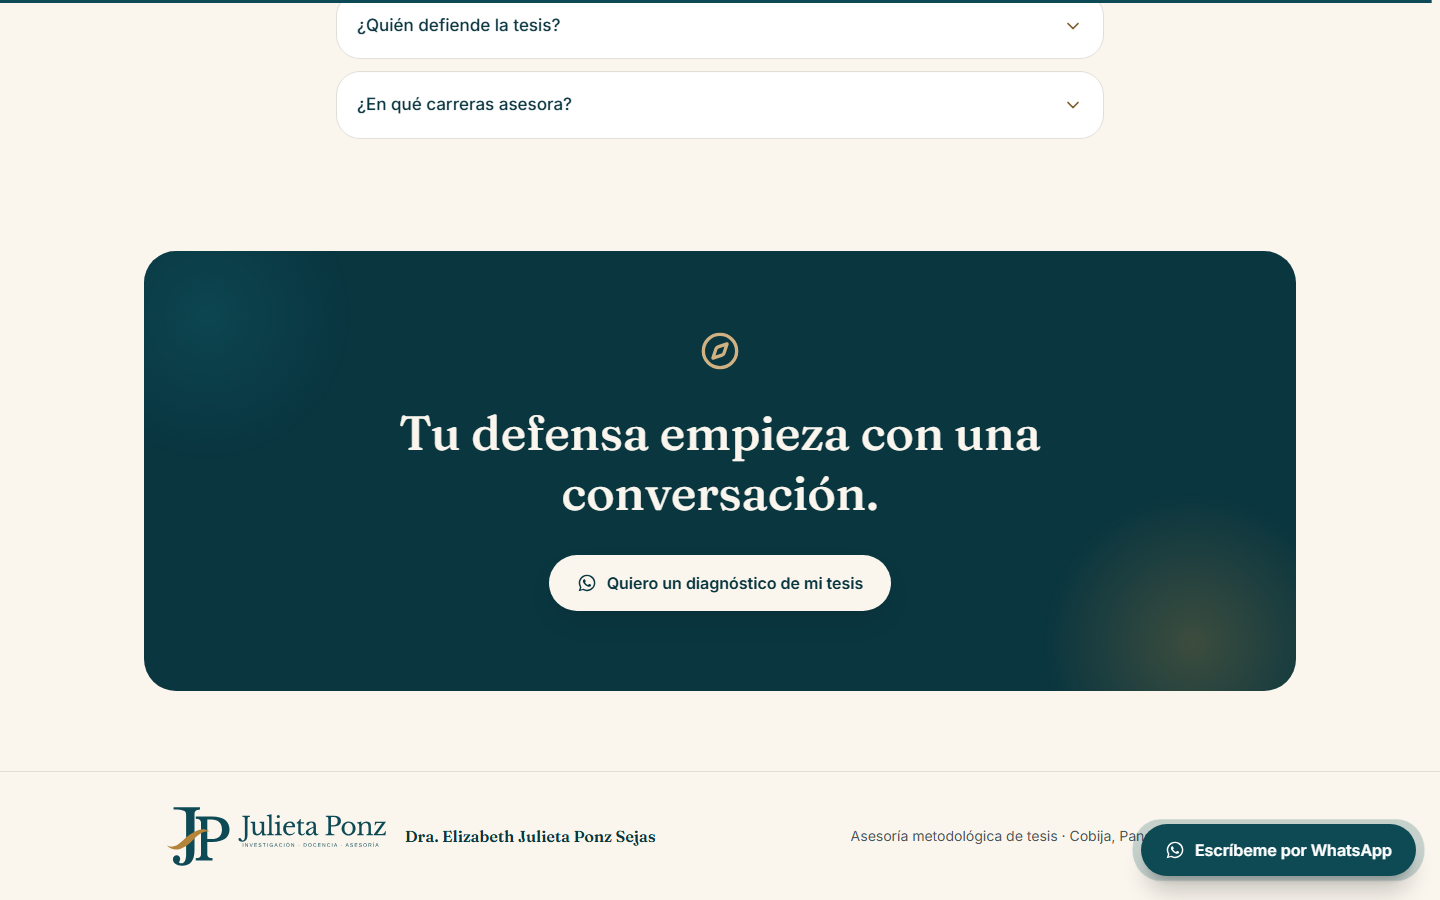 ¿Quién defiende la tesis?
¿En qué carreras asesora?
Tu defensa empieza con una
conversación.
Quiero un diagnóstico de mi tesis
Julieta Ponz
INVESTIGACIÓN · DOCENCIA · ASESORÍA
Dra. Elizabeth Julieta Ponz Sejas
Asesoría metodológica de tesis · Cobija,
Escríbeme por WhatsApp